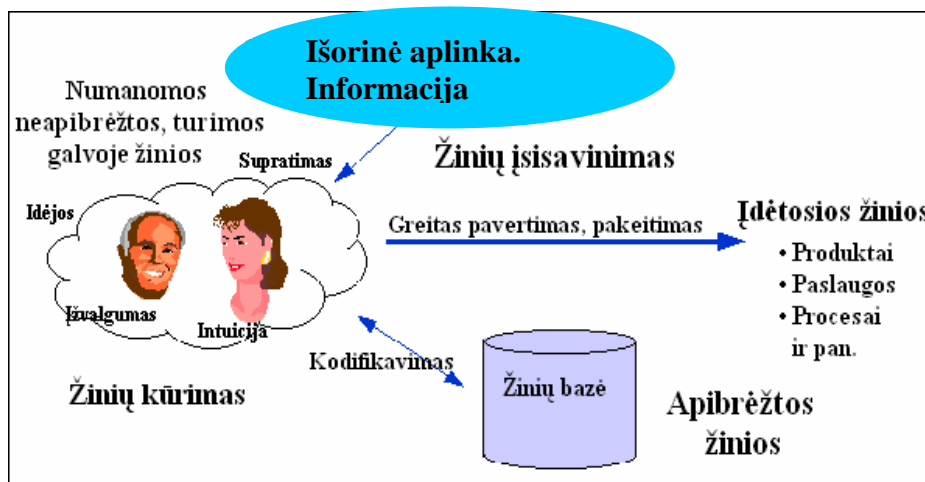 Išorinė aplinka.
Informacija
Numanomos
neapibrėžtos, turimos
galvoje žinios
Supratimas
Žinių įsisavinimas
Idėjos
Greitas pavertimas, pakeitimas
Įdėtosios žinios
• Produktai
• Paslaugos
• Procesai
ir pan.
Įžvalgumas
Intuicija
Kodifikavimas
Žinių bazė
Žinių kūrimas
Apibrėžtos
žinios